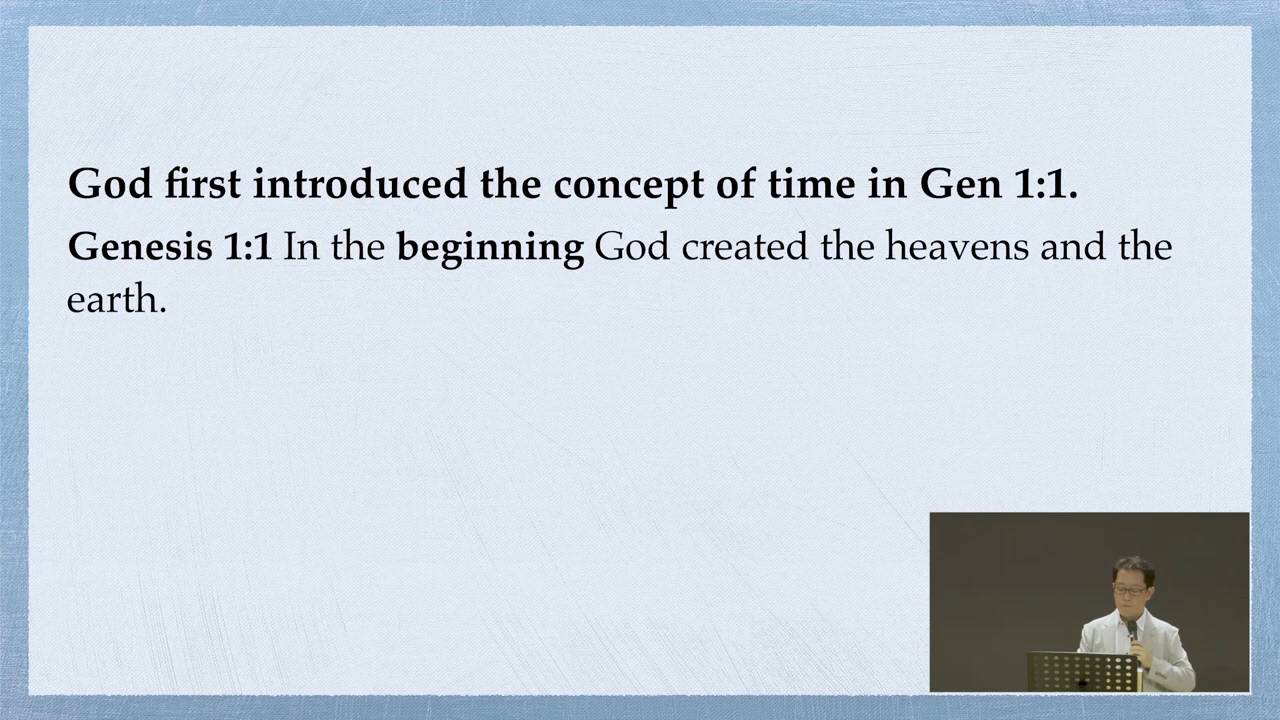 God first introduced the concept of time in Gen 1:1.
Genesis 1:1 In the beginning God created the heavens and the
earth.